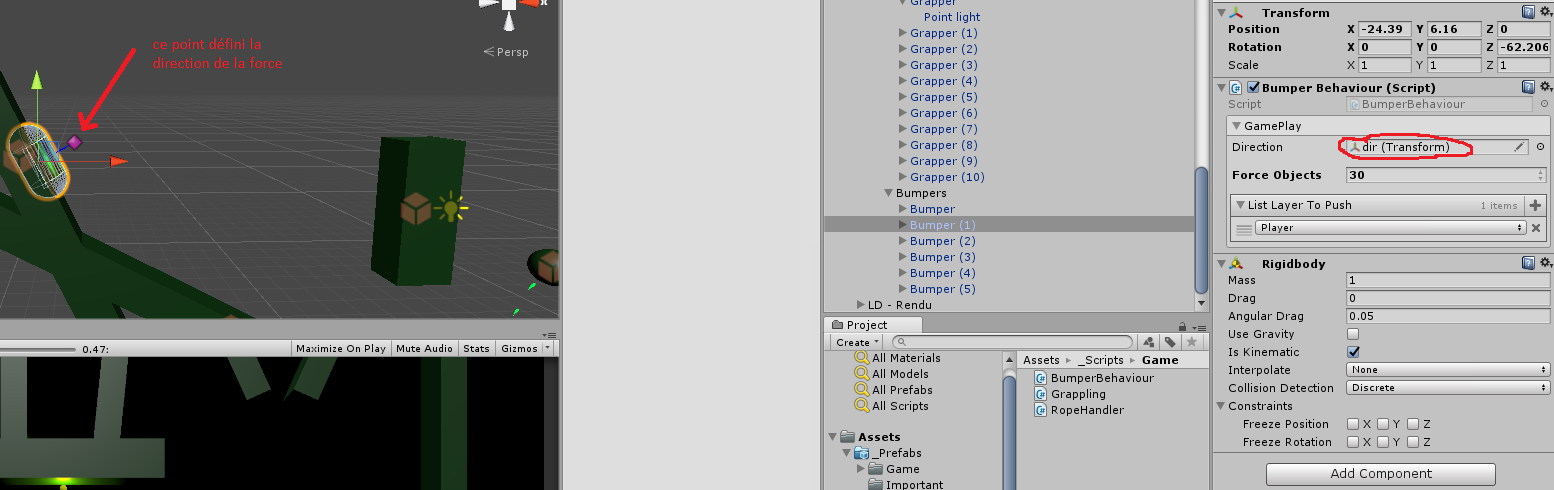 ce point défini la
direction de la force
x
Persp
0.47:
Maximize On Play
Mute Audio
Stats
Gizmos
Grapper
Point light
Grapper (1)
Grapper (2)
Grapper (3)
Grapper (4)
Grapper (5)
Grapper (6)
Grapper (7)
Grapper (8)
Grapper (9)
Grapper (10)
Bumpers
Bumper
Bumper (1)
Bumper (2)
Bumper (3)
Bumper (4)
Bumper (5)
LD - Rendu
Project
Create
All Materials
All Models
All Prefabs
All Scripts
Assets
_Prefabs
Game
Important
Assets _Scripts Game
BumperBehaviour
Grappling
RopeHandler
Transform
Position X -24.39 Y 6.16 Z 0
Rotation X 0 Y 0 Z -62.206
Scale X 1 Y 1 Z 1
Bumper Behaviour (Script)
Script BumperBehaviour
GamePlay
Direction dir (Transform)
Force Objects 30
List Layer To Push 1 items
Player
Rigidbody
Mass 1
Drag 0
Angular Drag 0.05
Use Gravity
Is Kinematic
Interpolate None
Collision Detection Discrete
Constraints
Freeze Position X Y Z
Freeze Rotation X Y Z
Add Component